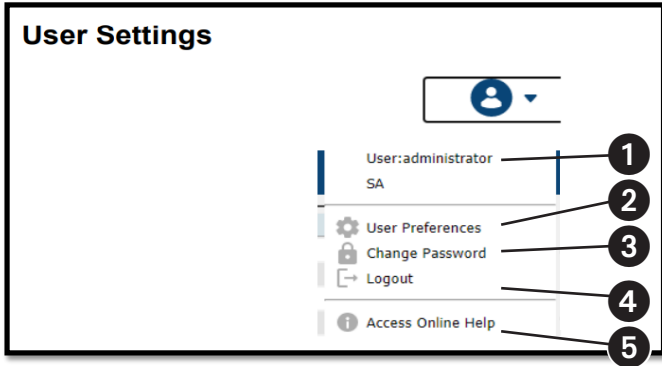 User Settings
User:administrator
1
SA
2
User Preferences
Change Password
3
Logout
4
Access Online Help
5